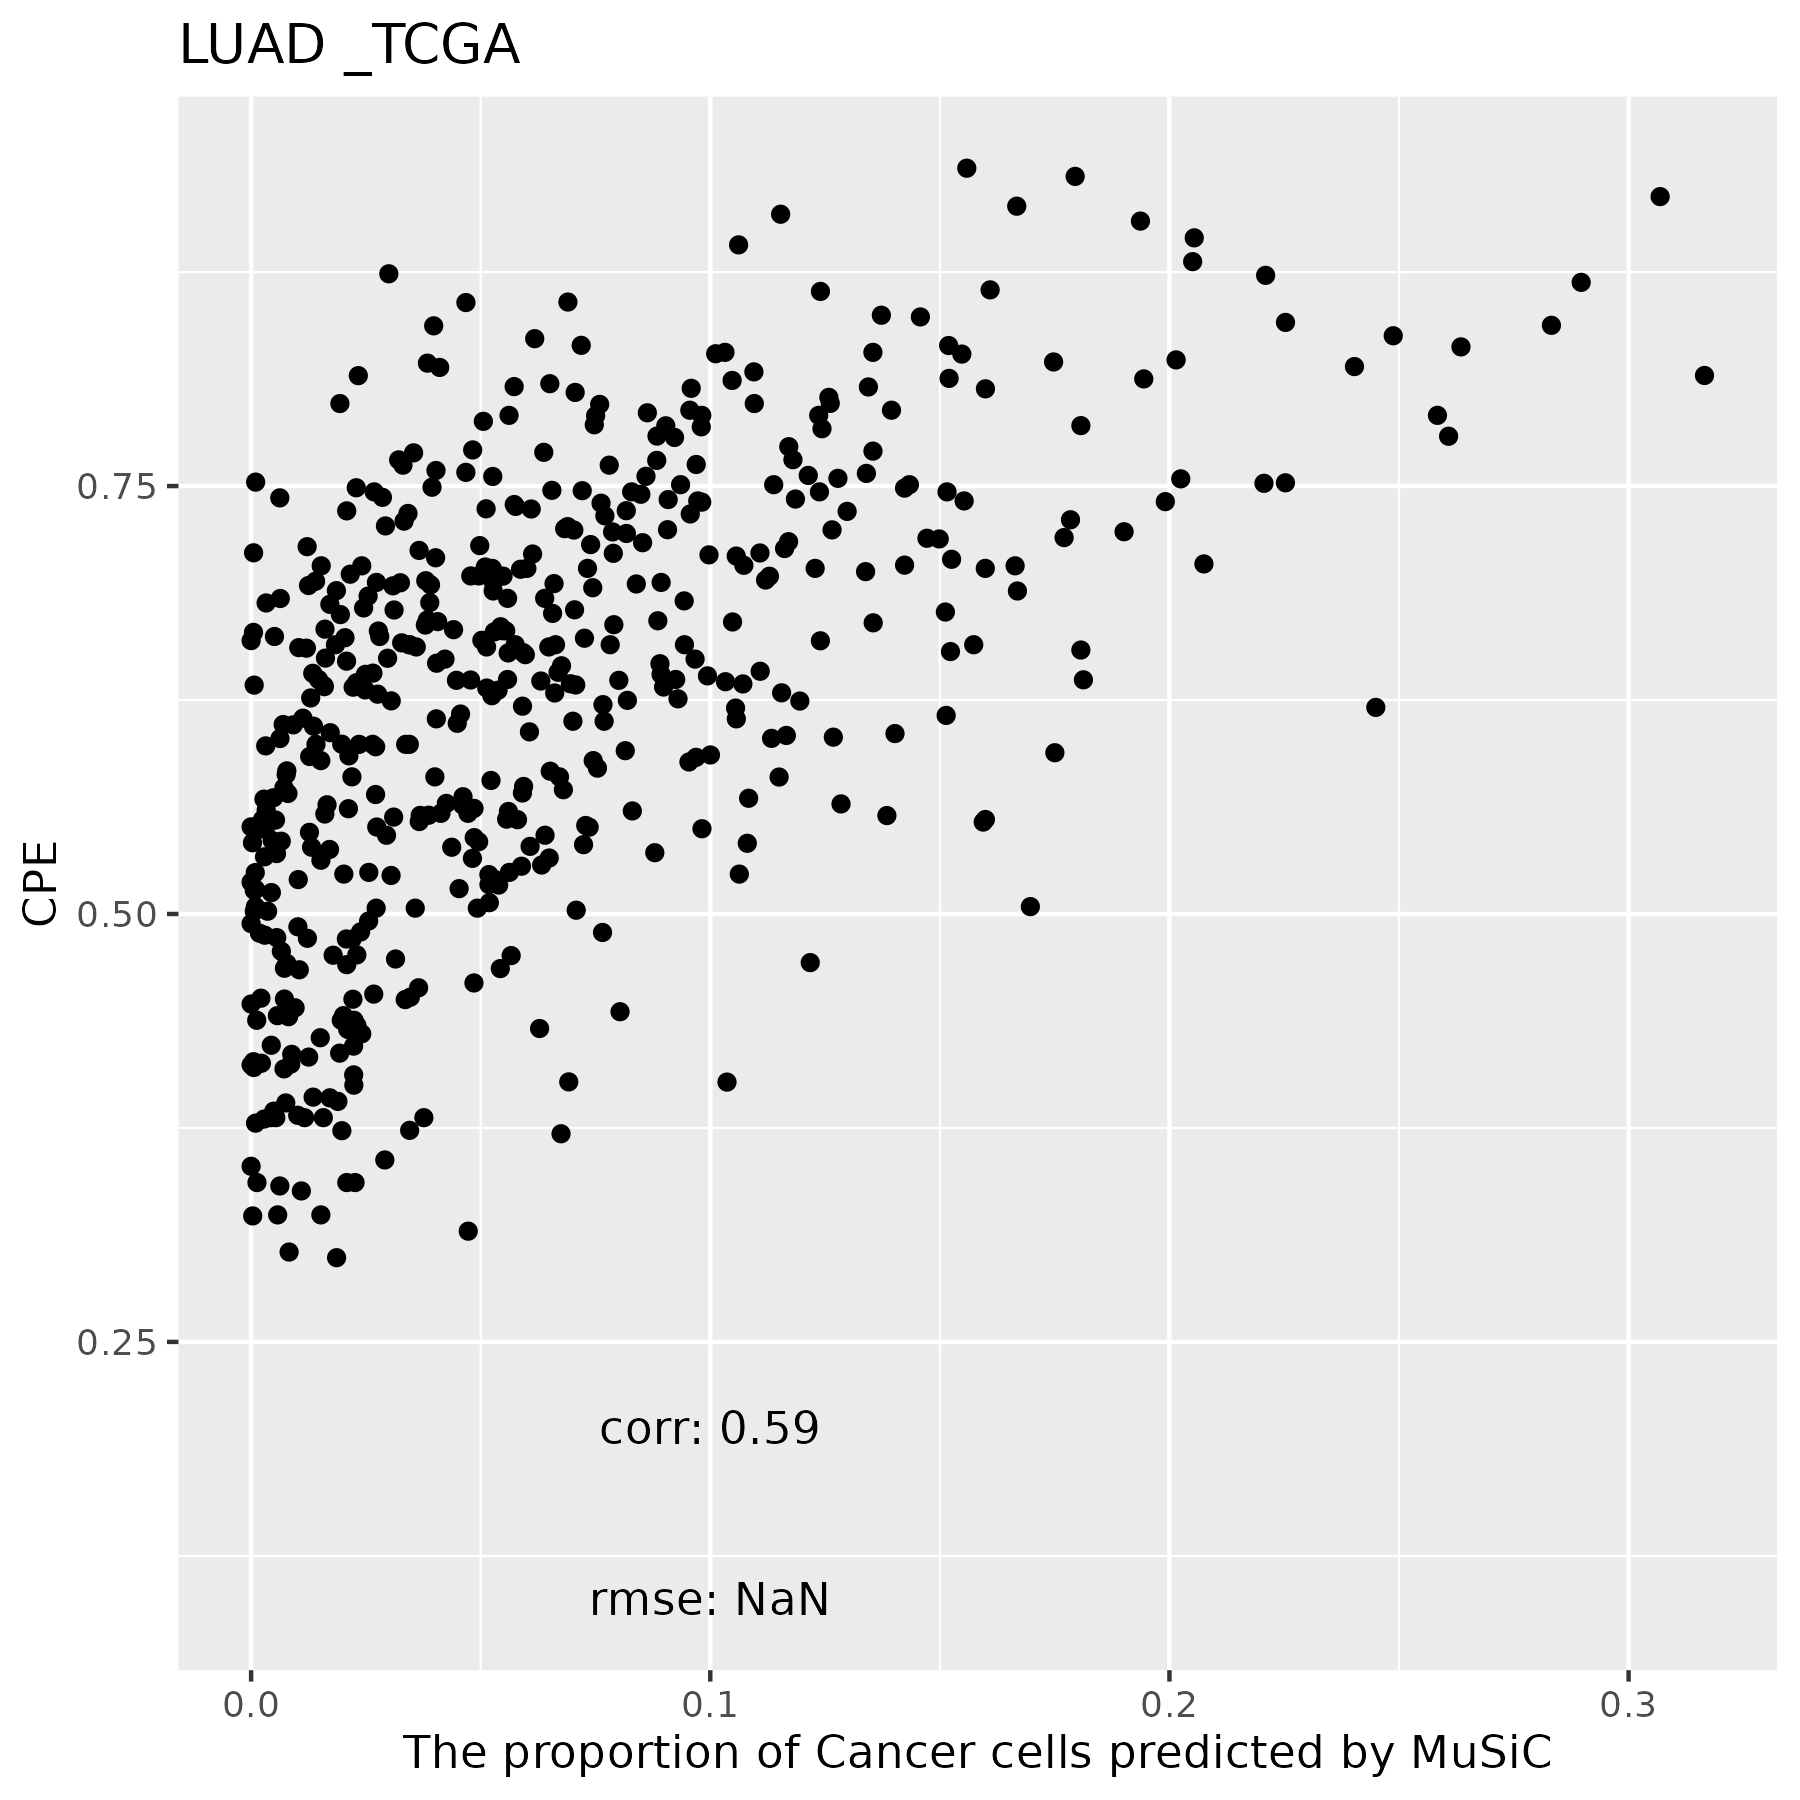 LUAD _TCGA
CPE
0.75
0.50
0.25
corr: 0.59
rmse: NaN
0.0 0.1 0.2 0.3
The proportion of Cancer cells predicted by MuSiC